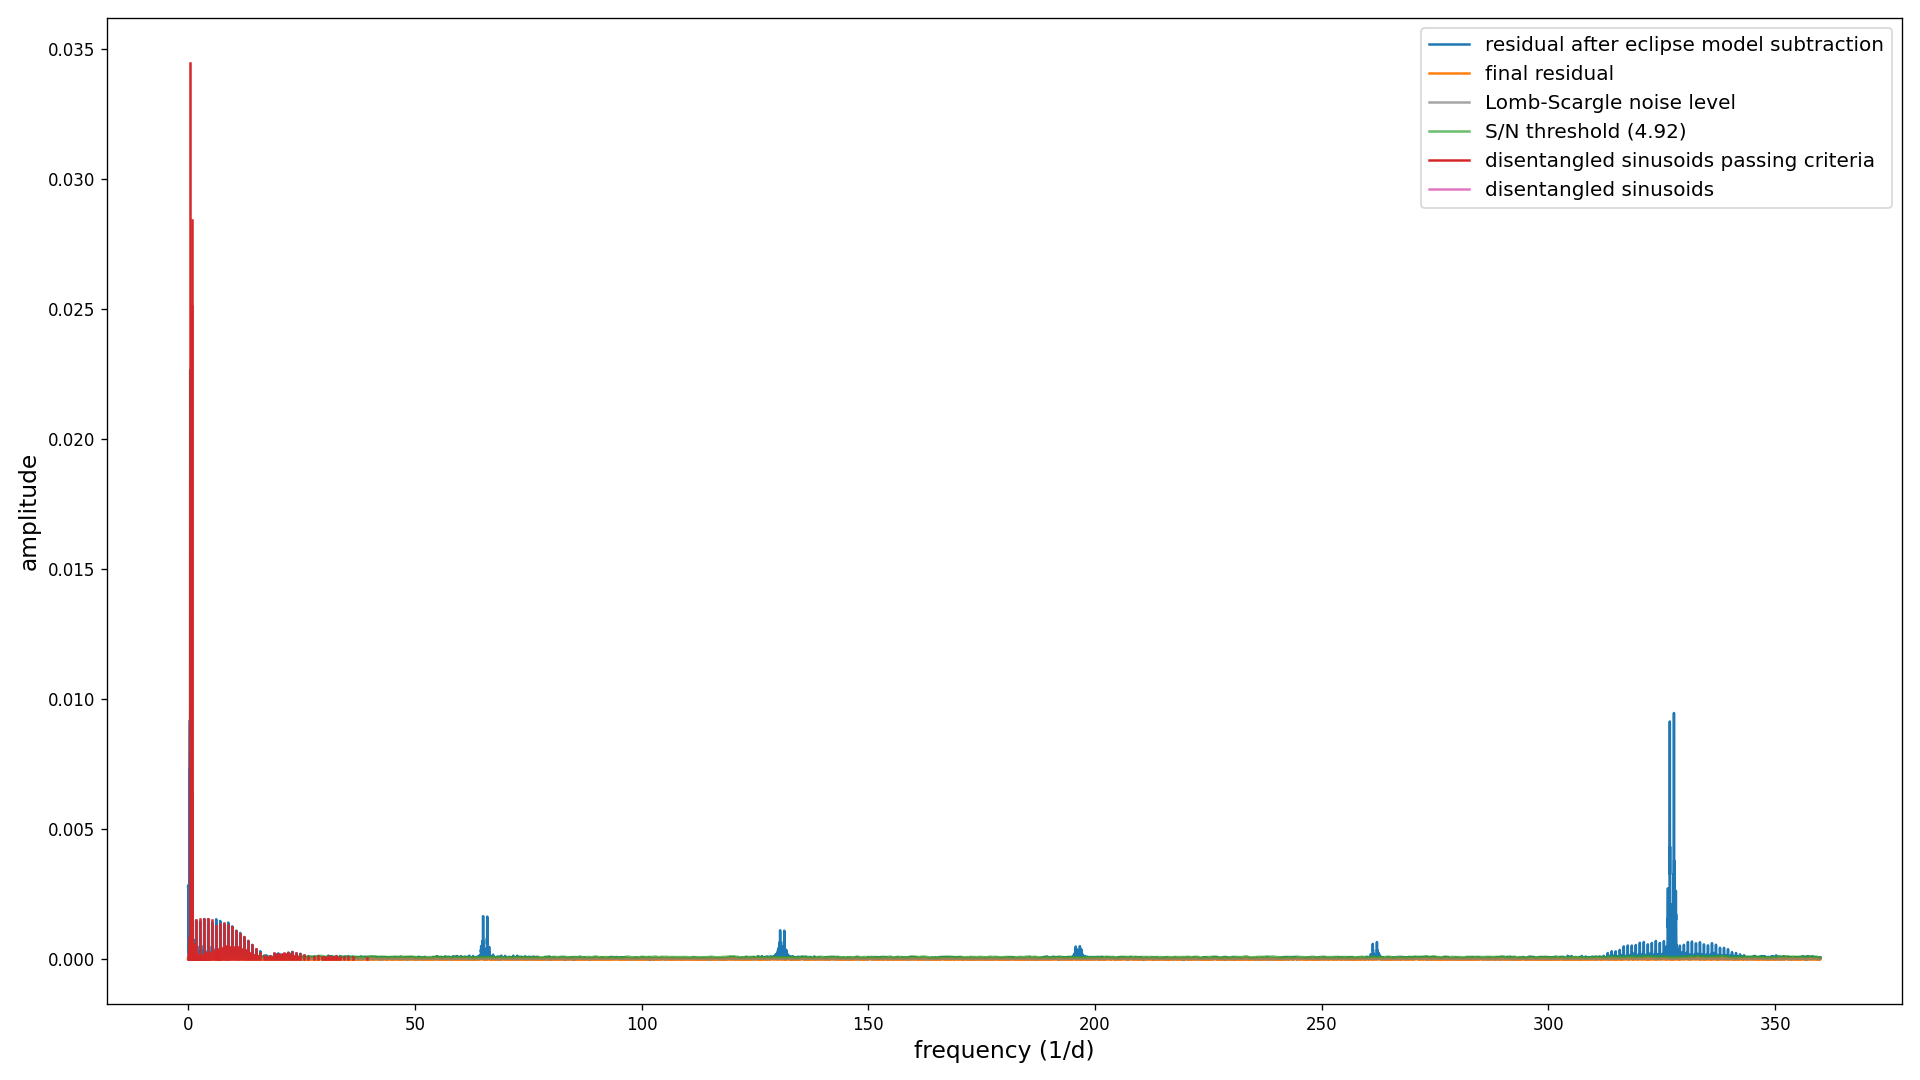 residual after eclipse model subtraction
final residual
Lomb-Scargle noise level
S/N threshold (4.92)
disentangled sinusoids passing criteria
disentangled sinusoids
amplitude
0.035
0.030
0.025
0.020
0.015
0.010
0.005
0.000
0 50 100 150 200 250 300 350
frequency (1/d)